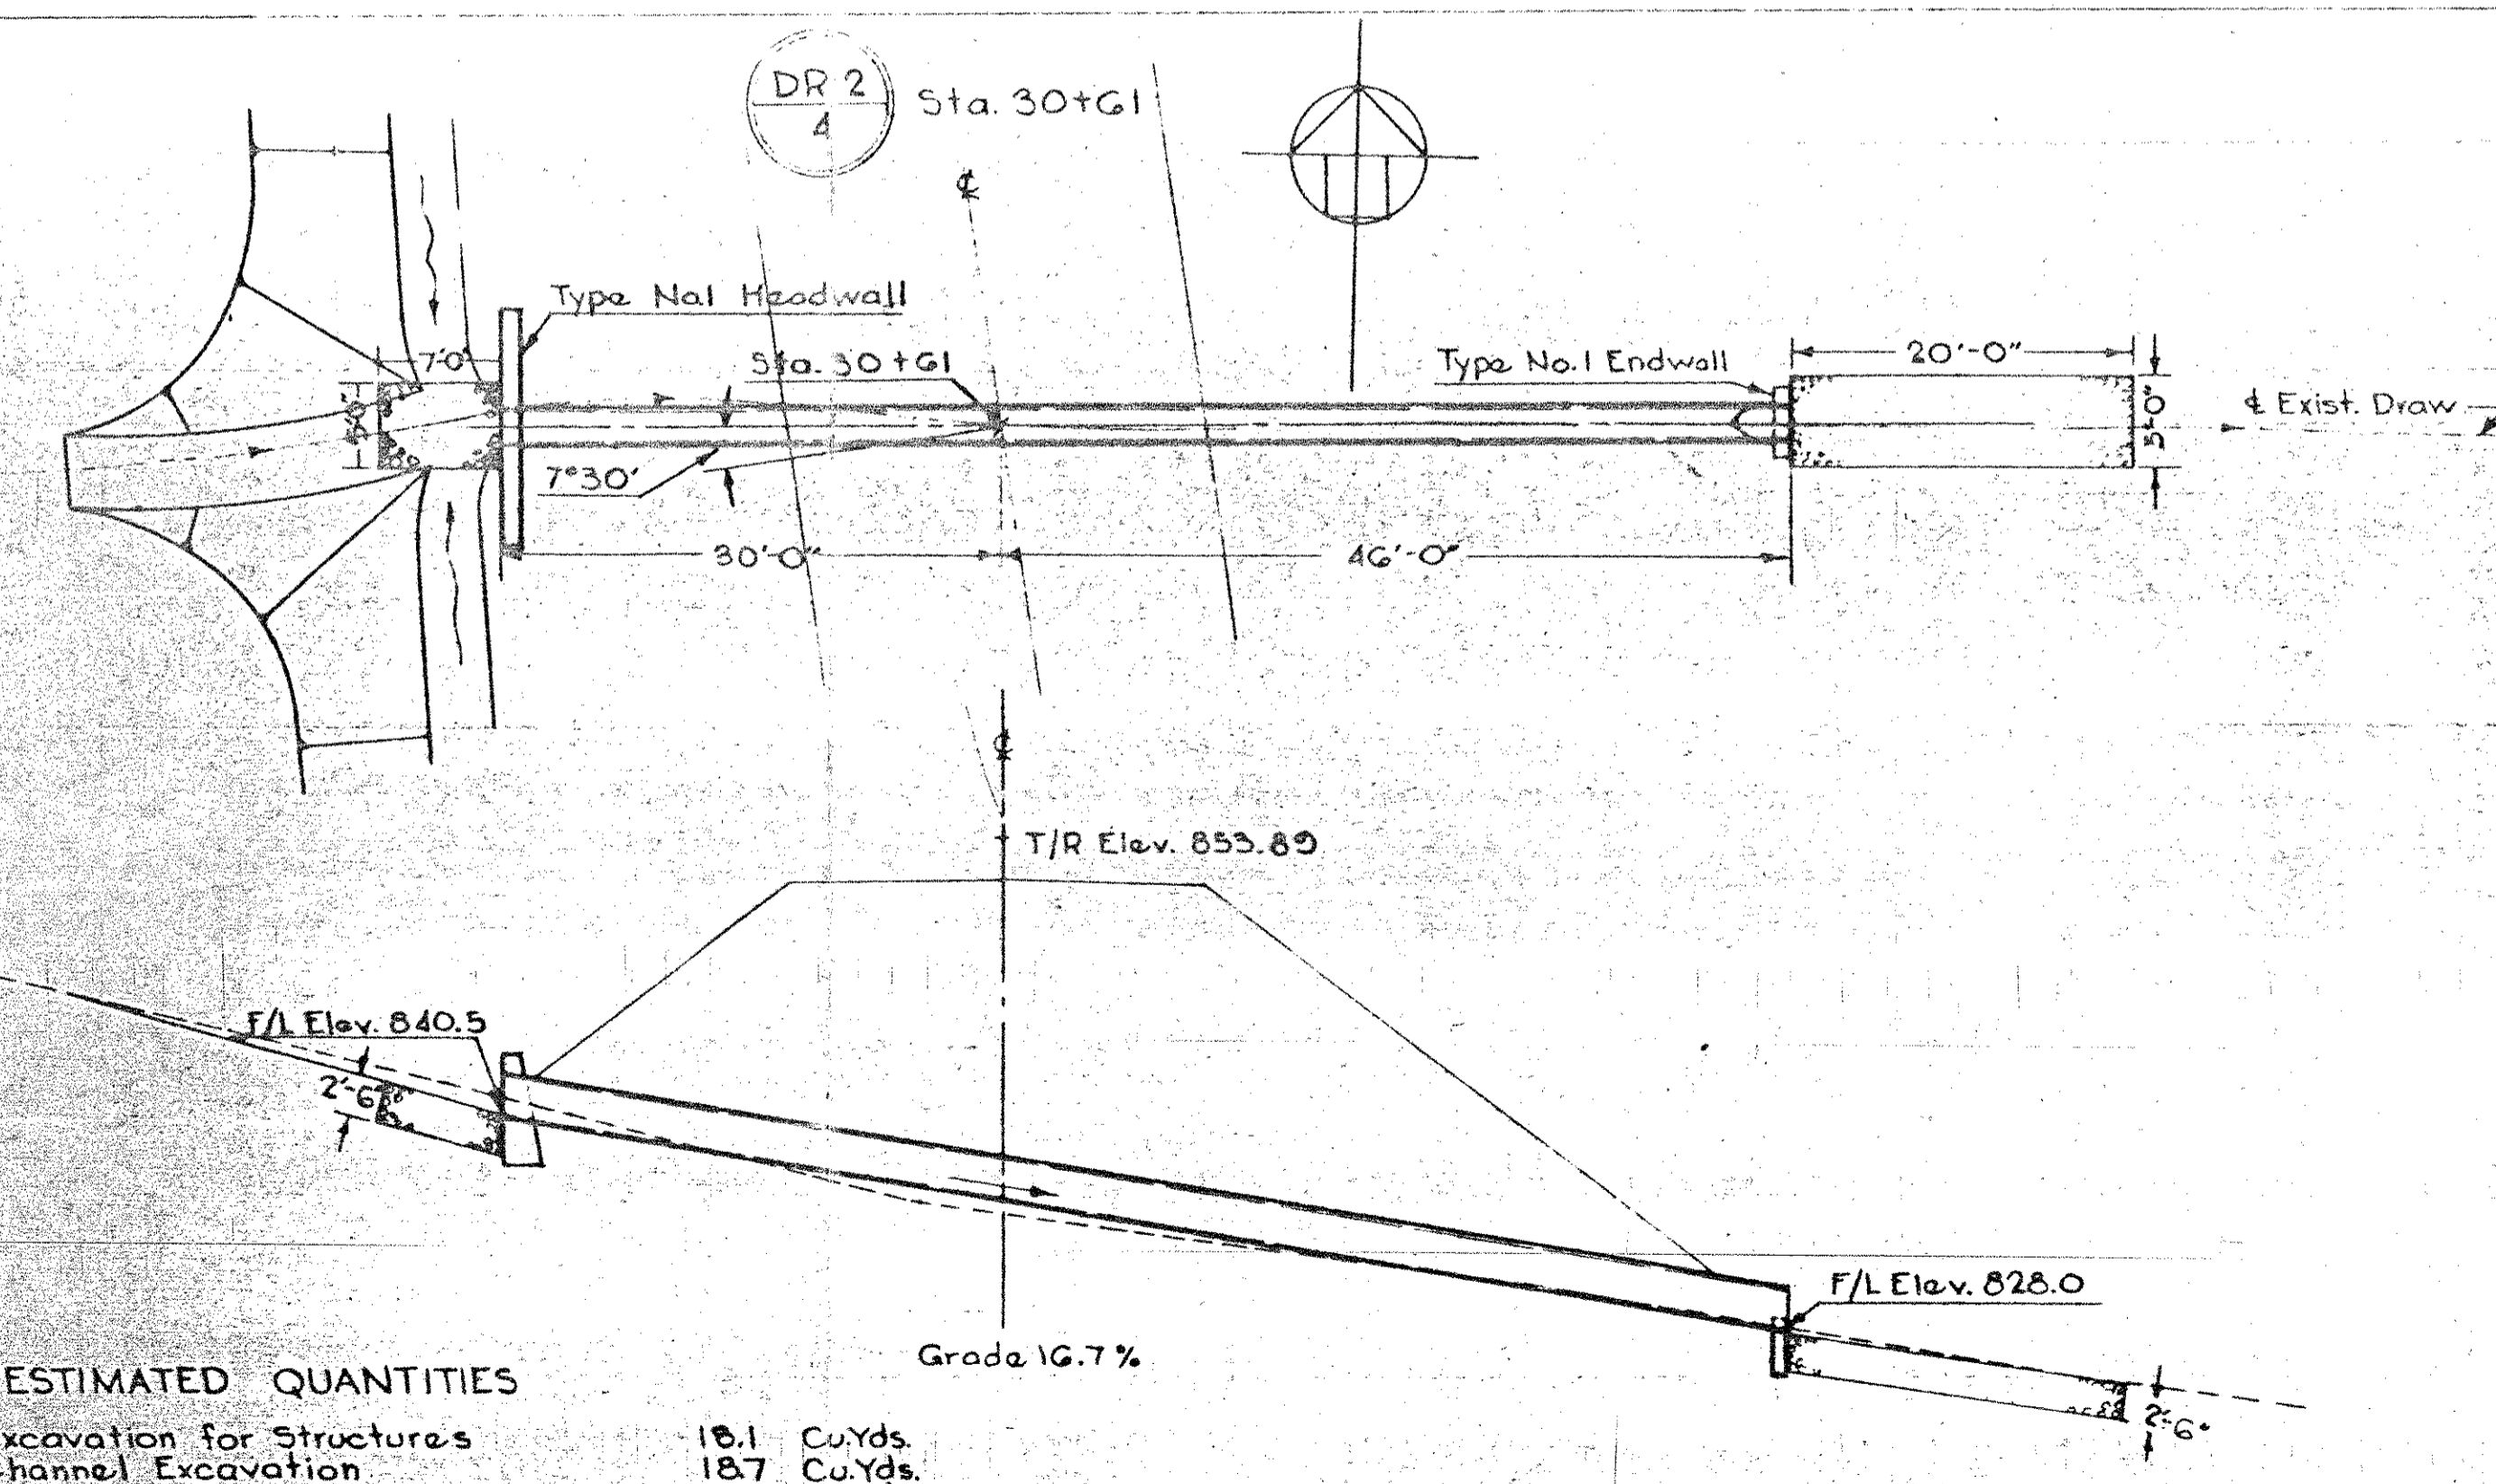 DR 2
4
Sta. 30+61
℄
Type No.1 Headwall
7'-0"
Sta. 30+61
Type No.1 Endwall
20'-0"
5'-0"
℄ Exist. Draw
7°30'
30'-0"
46'-0"
℄
T/R Elev. 853.89
F/L Elev. 840.5
2'-6"
F/L Elev. 828.0
Grade 16.7%
2'-6"
ESTIMATED QUANTITIES
xcavation for Structures 18.1 Cu.Yds.
hannel Excavation 187 Cu.Yds.